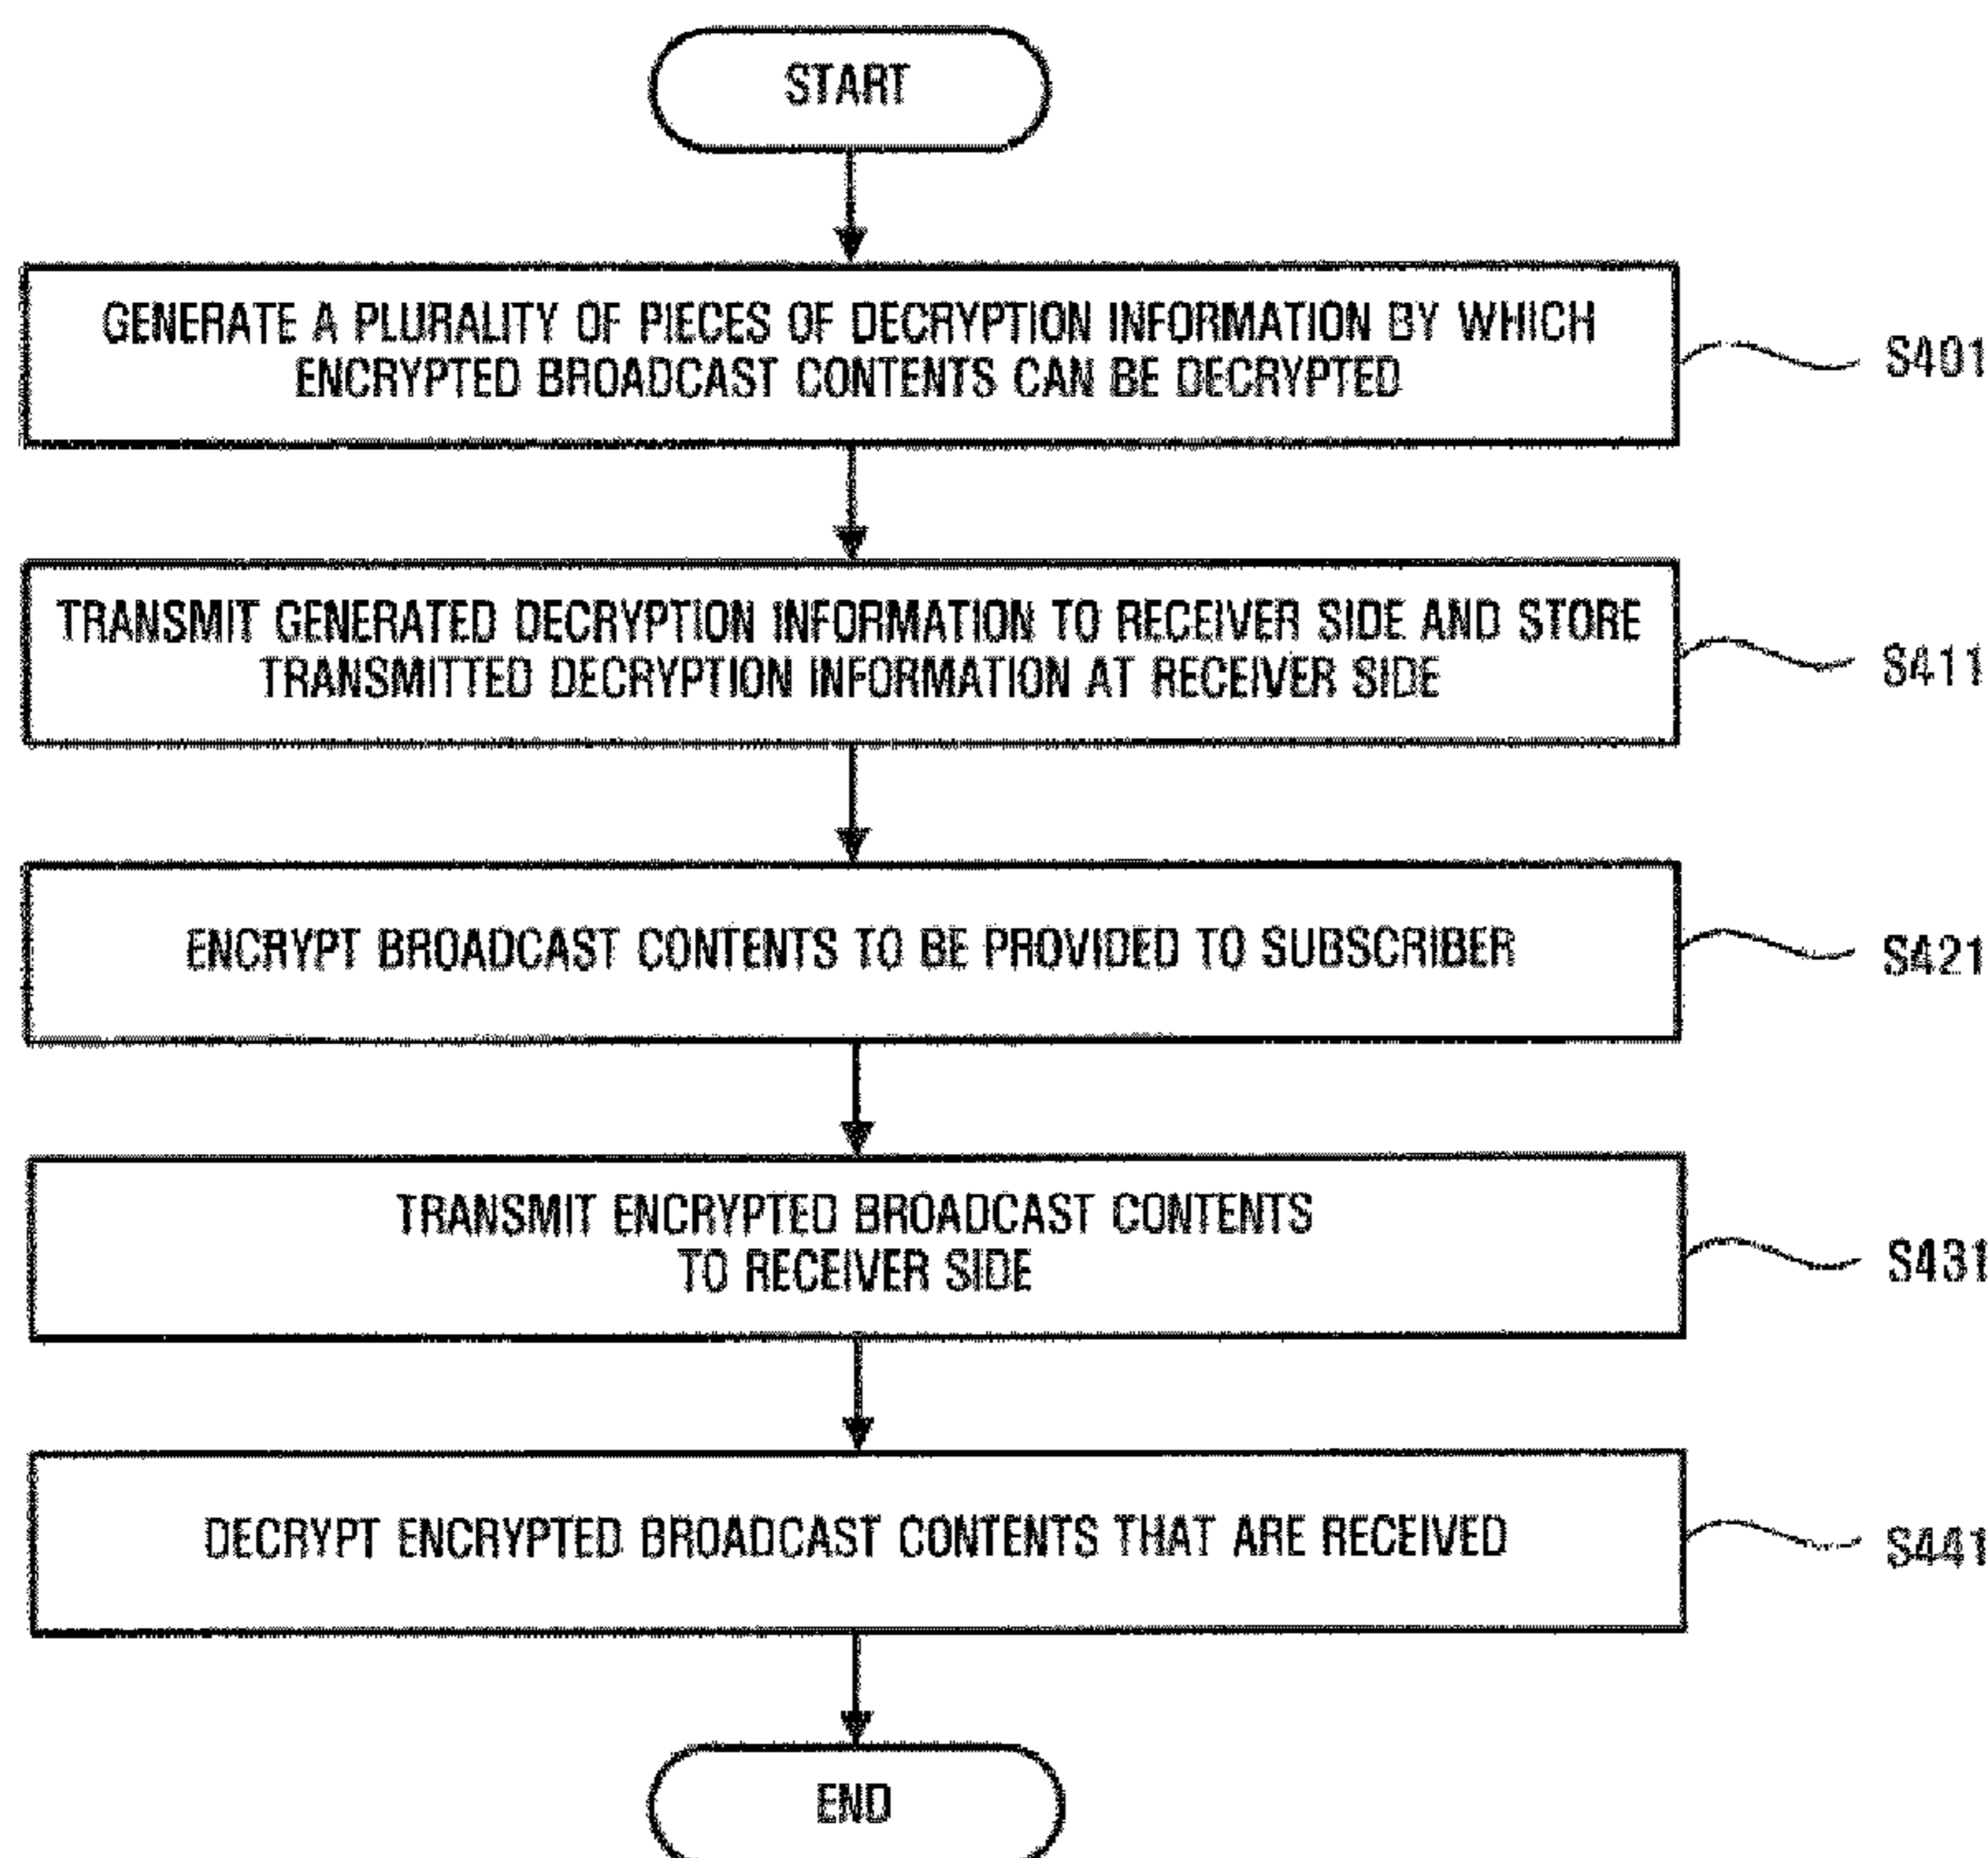 START
GENERATE A PLURALITY OF PIECES OF DECRYPTION INFORMATION BY WHICH
ENCRYPTED BROADCAST CONTENTS CAN BE DECRYPTED
S401
TRANSMIT GENERATED DECRYPTION INFORMATION TO RECEIVER SIDE AND STORE
TRANSMITTED DECRYPTION INFORMATION AT RECEIVER SIDE
S411
ENCRYPT BROADCAST CONTENTS TO BE PROVIDED TO SUBSCRIBER
S421
TRANSMIT ENCRYPTED BROADCAST CONTENTS
TO RECEIVER SIDE
S431
DECRYPT ENCRYPTED BROADCAST CONTENTS THAT ARE RECEIVED
S441
END